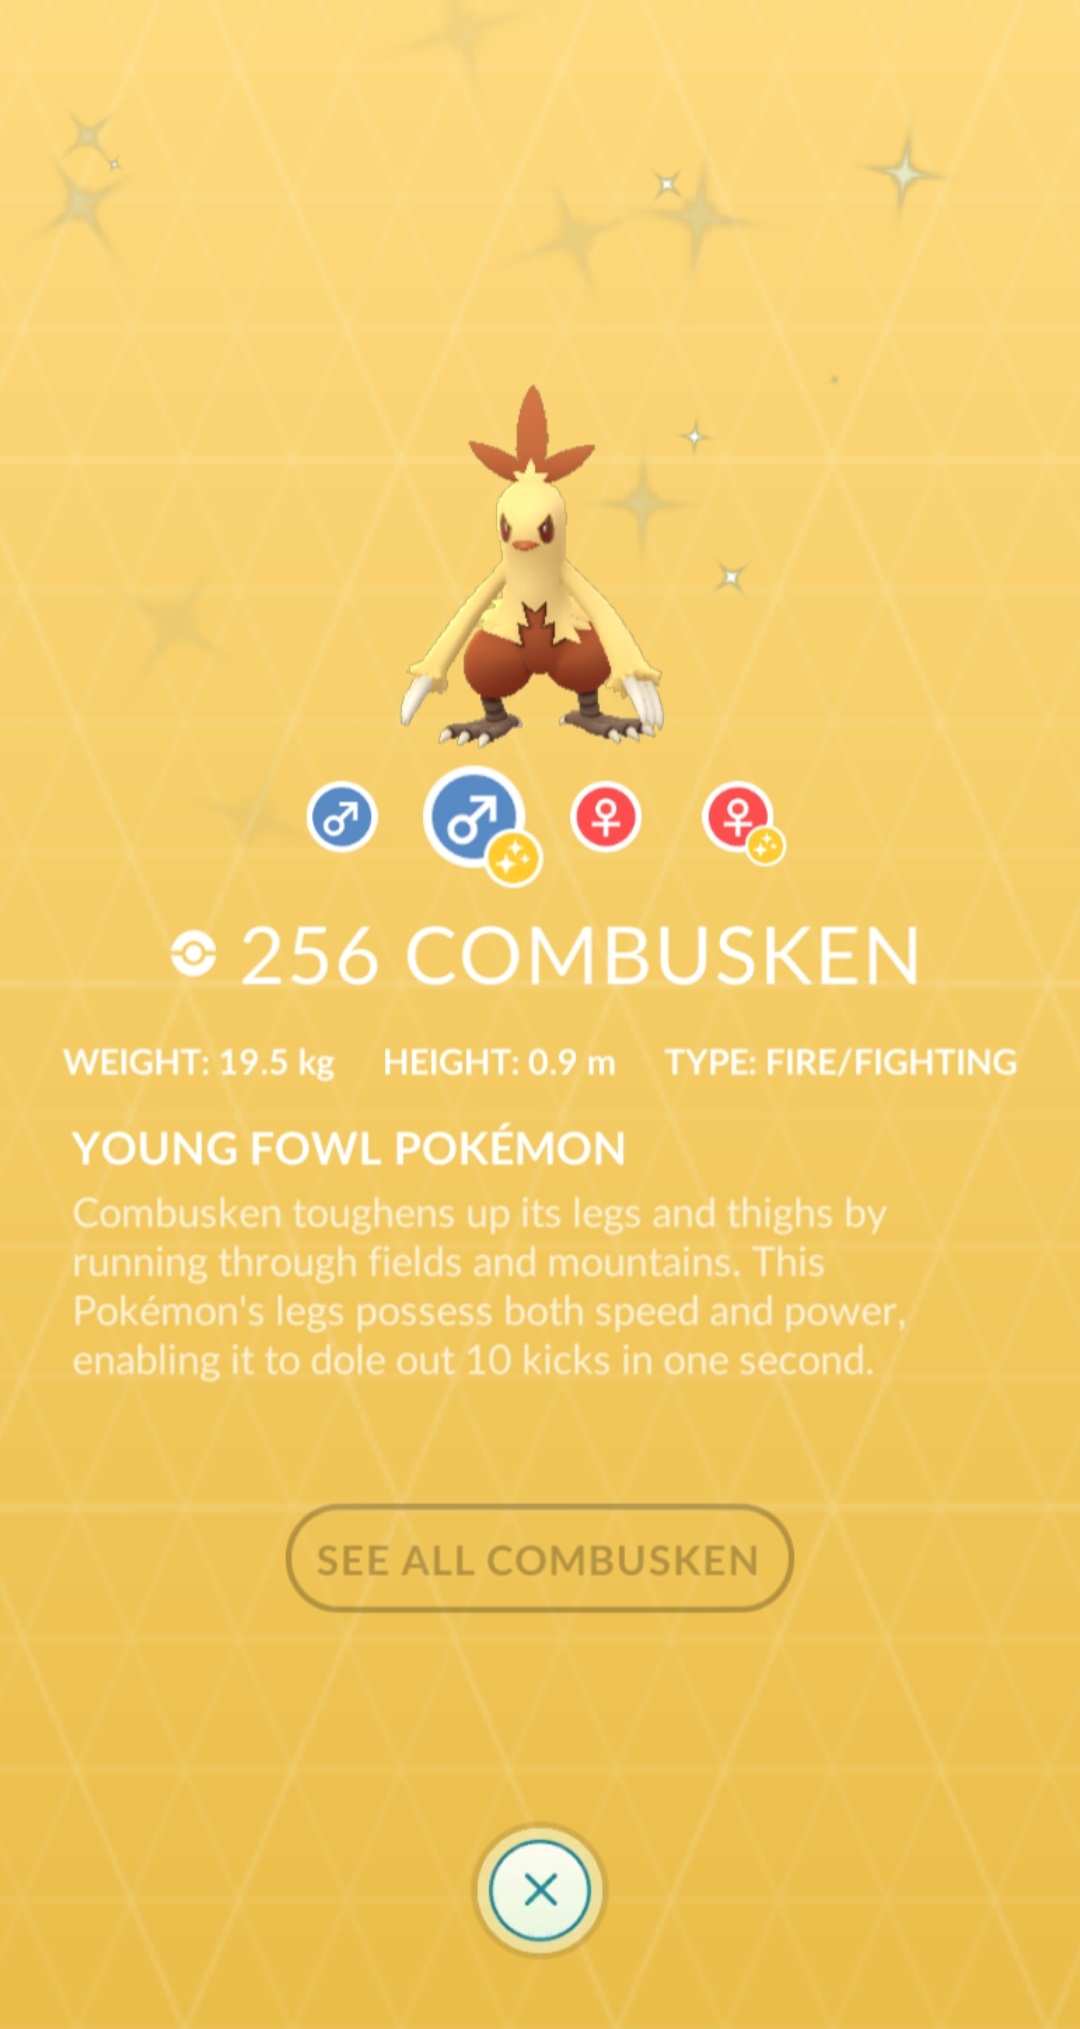 256 COMBUSKEN
WEIGHT: 19.5 kg HEIGHT: 0.9 m TYPE: FIRE/FIGHTING
YOUNG FOWL POKÉMON
Combusken toughens up its legs and thighs by
running through fields and mountains. This
Pokémon's legs possess both speed and power,
enabling it to dole out 10 kicks in one second.
SEE ALL COMBUSKEN